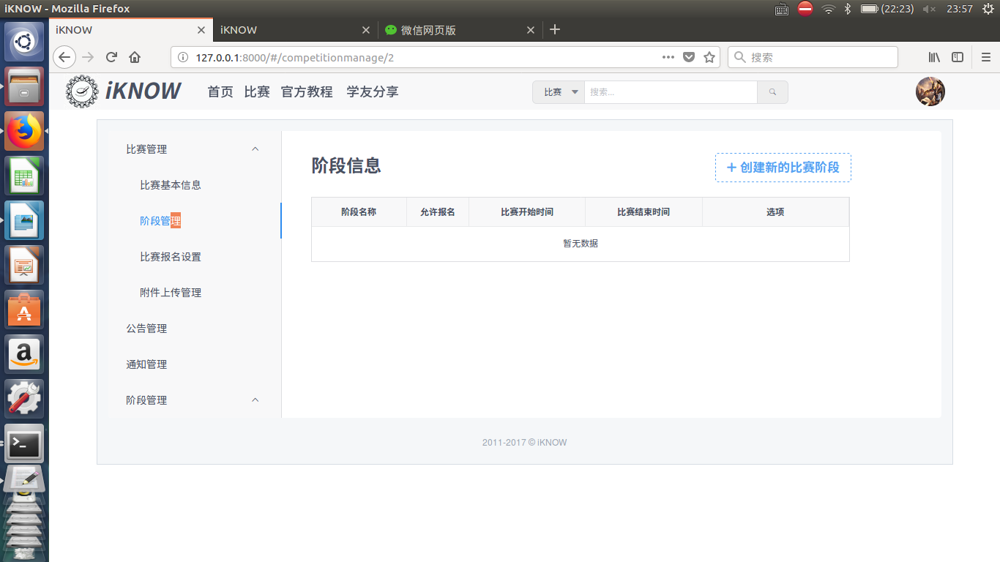 iKNOW - Mozilla Firefox
(22:23)
23:57
iKNOW
iKNOW
微信网页版
127.0.0.1:8000/#/competitionmanage/2
搜索
iKNOW
首页 比赛 官方教程 学友分享
比赛
搜索...
比赛管理
比赛基本信息
阶段管理
比赛报名设置
附件上传管理
公告管理
通知管理
阶段管理
阶段信息
+ 创建新的比赛阶段
阶段名称 允许报名 比赛开始时间 比赛结束时间 选项
暂无数据
2011-2017 © iKNOW